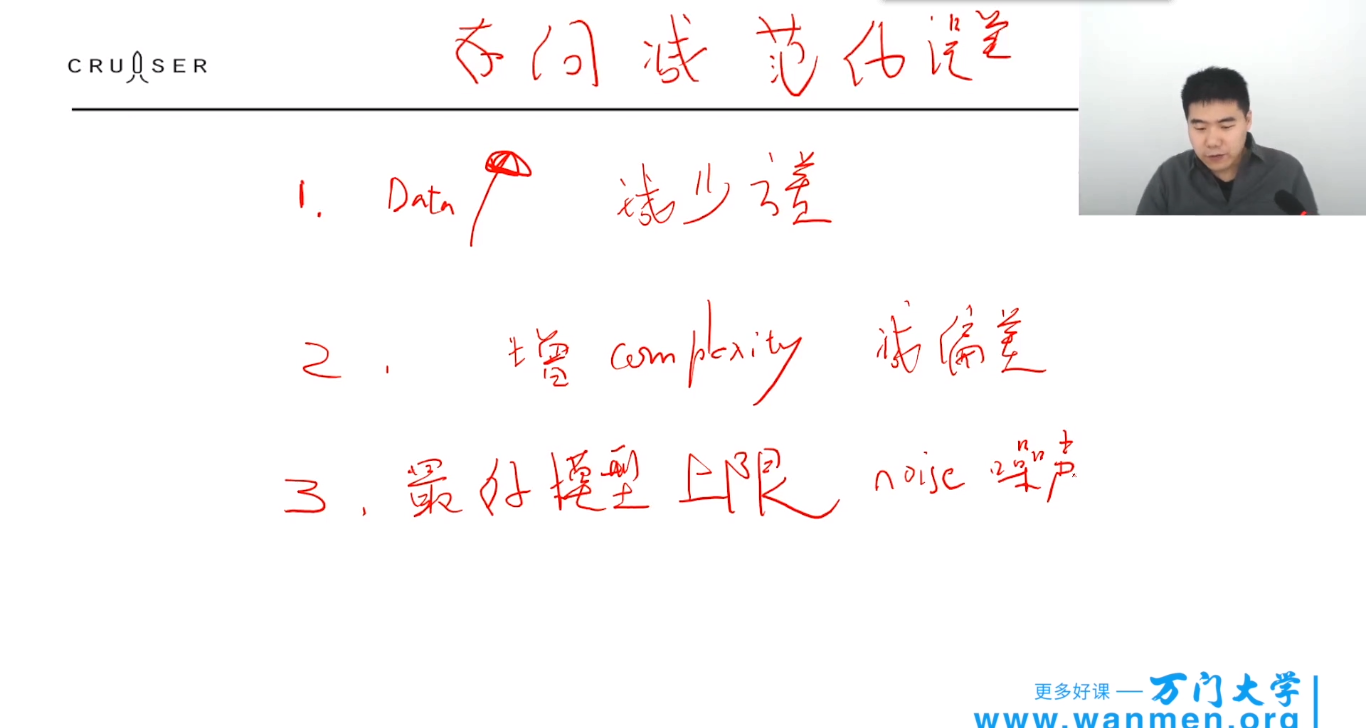 CRUISER
如何减范化误差
1. Data 减少方差
2. 增 complexity 减偏差
3. 最好模型上限 noise 噪声
更多好课 — 万门大学
www.wanmen.org